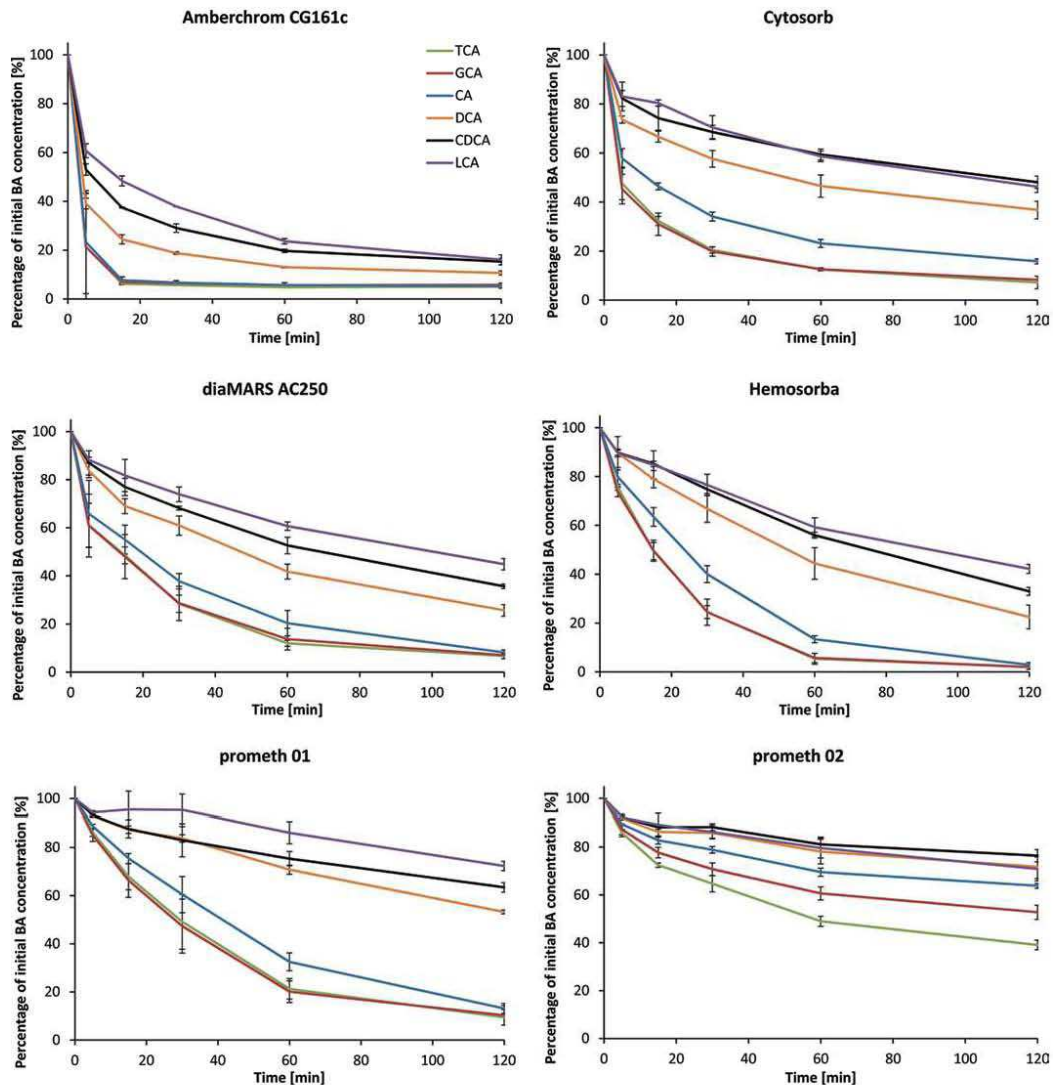 Amberchrom CG161c
Percentage of initial BA concentration [%]
100
80
60
40
20
0
0 20 40 60 80 100 120
Time [min]
TCA
GCA
CA
DCA
CDCA
LCA
Cytosorb
Percentage of initial BA concentration [%]
100
80
60
40
20
0
0 20 40 60 80 100 120
Time [min]
diaMARS AC250
Percentage of initial BA concentration [%]
100
80
60
40
20
0
0 20 40 60 80 100 120
Time [min]
Hemosorba
Percentage of initial BA concentration [%]
100
80
60
40
20
0
0 20 40 60 80 100 120
Time [min]
prometh 01
Percentage of initial BA concentration [%]
100
80
60
40
20
0
0 20 40 60 80 100 120
Time [min]
prometh 02
Percentage of initial BA concentration [%]
100
80
60
40
20
0
0 20 40 60 80 100 120
Time [min]